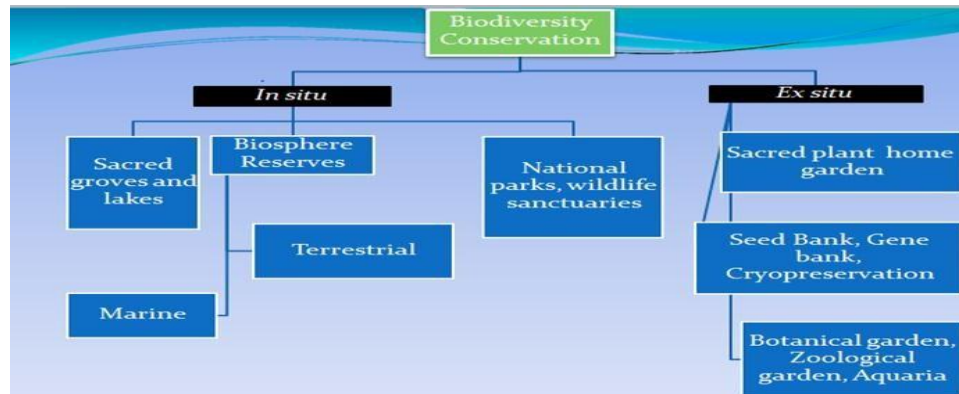 Biodiversity
Conservation
In situ
Ex situ
Sacred
groves and
lakes
Biosphere
Reserves
National
parks, wildlife
sanctuaries
Sacred plant home
garden
Terrestrial
Seed Bank, Gene
bank,
Cryopreservation
Marine
Botanical garden,
Zoological
garden, Aquaria